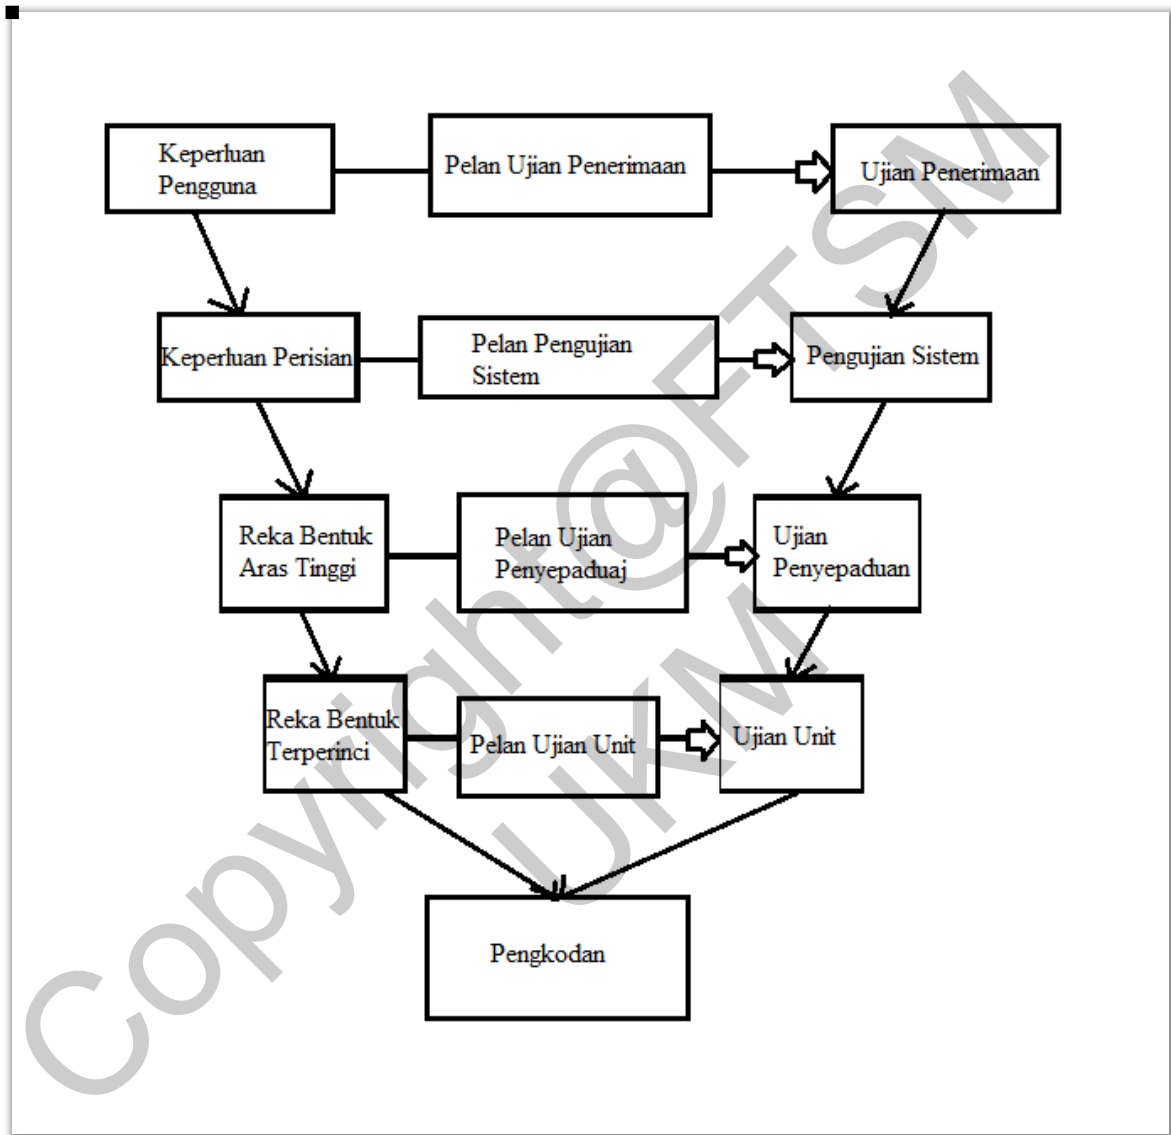 Keperluan
Pengguna
Pelan Ujian Penerimaan
Ujian Penerimaan
Keperluan Perisian
Pelan Pengujian
Sistem
Pengujian Sistem
Reka Bentuk
Aras Tinggi
Pelan Ujian
Penyepaduaj
Ujian
Penyepaduan
Reka Bentuk
Terperinci
Pelan Ujian Unit
Ujian Unit
Pengkodan
Copyright@FTSM
UKM